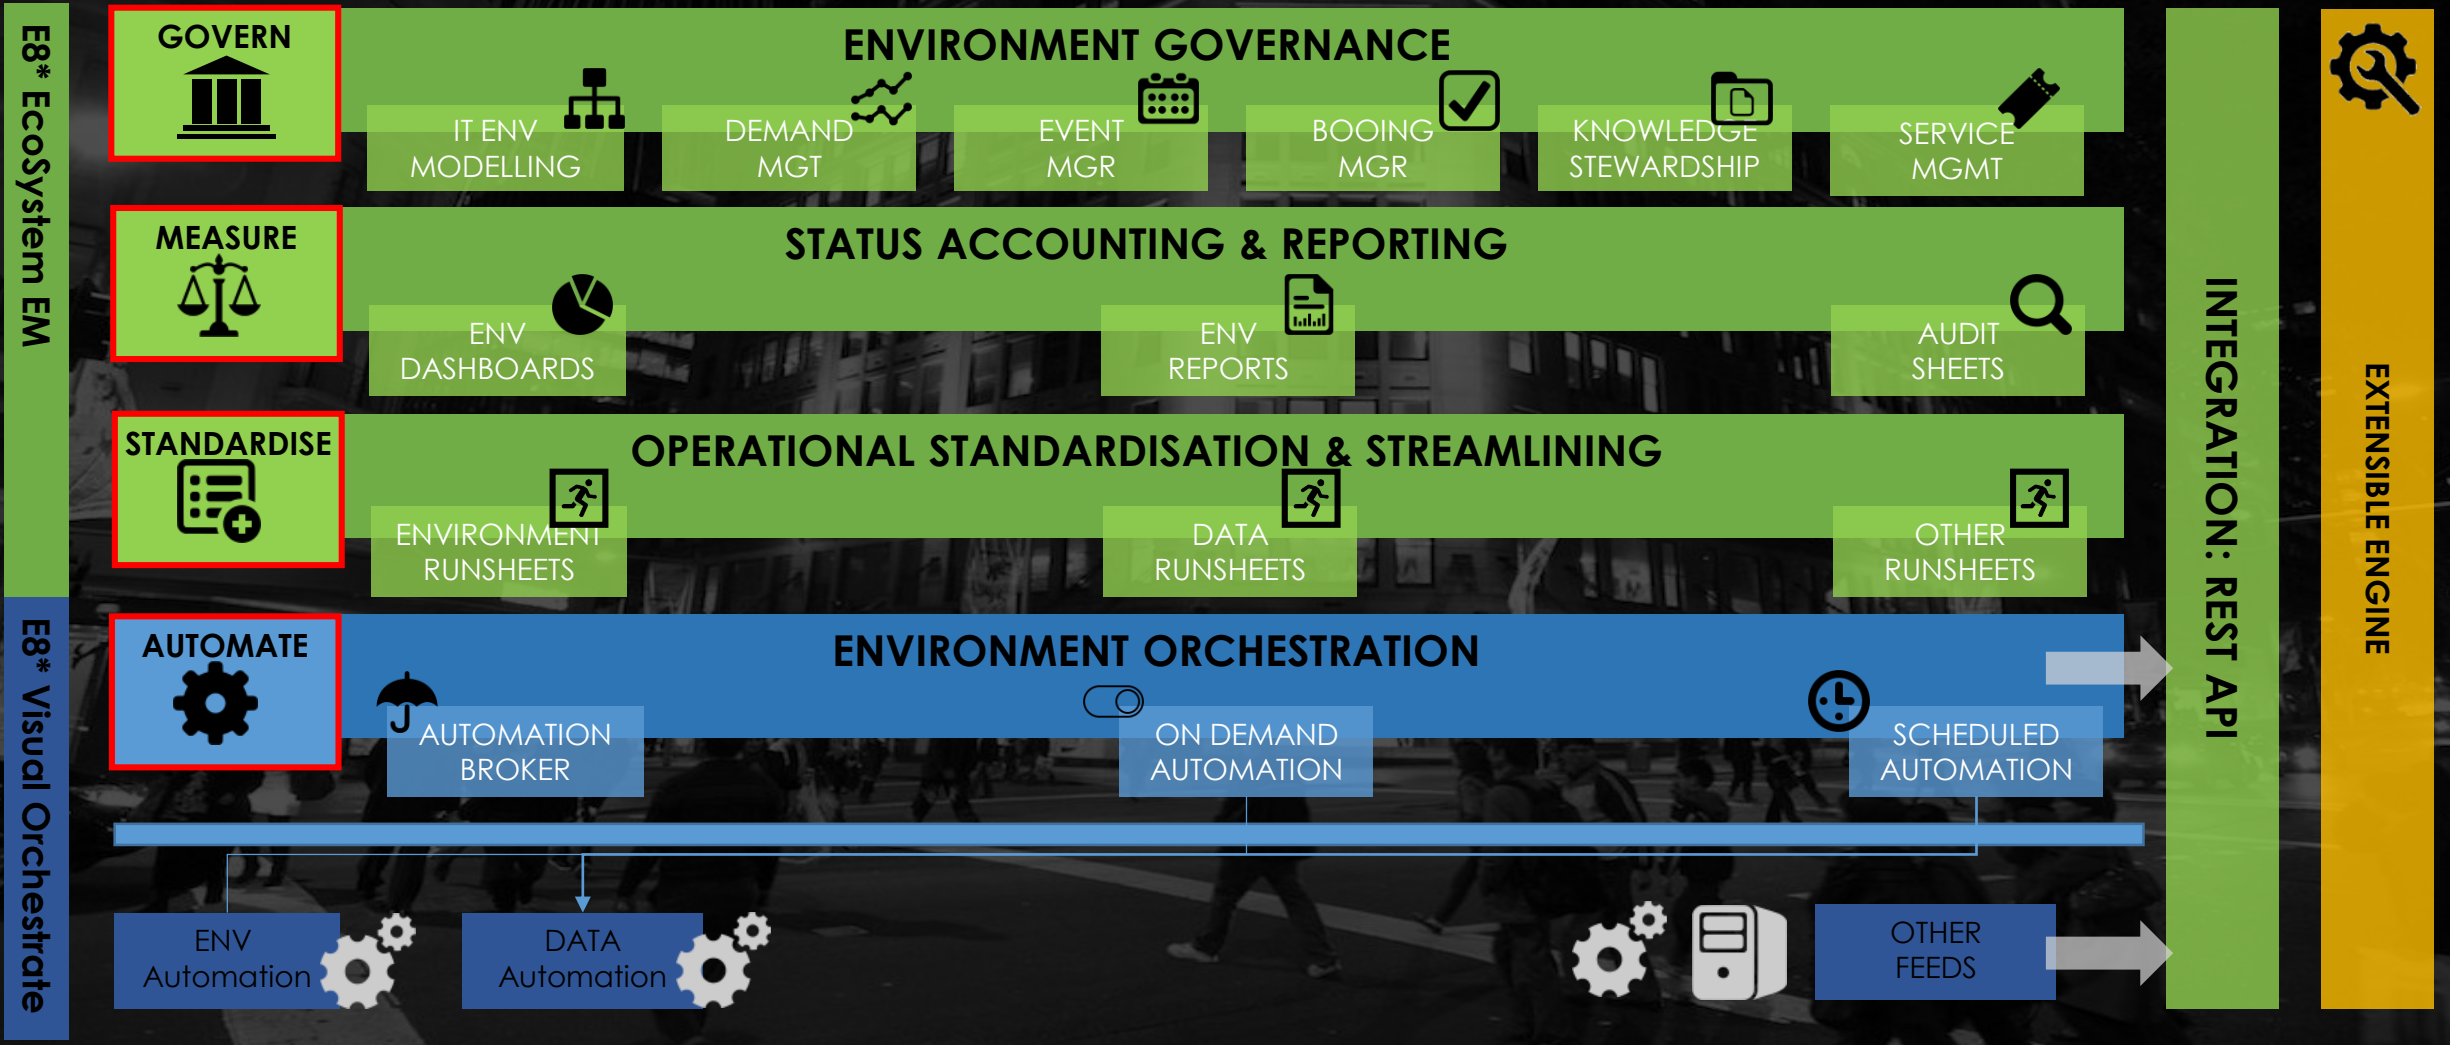 E8* EcoSystem EM
GOVERN
ENVIRONMENT GOVERNANCE
IT ENV
MODELLING
DEMAND
MGT
EVENT
MGR
BOOING
MGR
KNOWLEDGE
STEWARDSHIP
SERVICE
MGMT
MEASURE
STATUS ACCOUNTING & REPORTING
ENV
DASHBOARDS
ENV
REPORTS
AUDIT
SHEETS
STANDARDISE
OPERATIONAL STANDARDISATION & STREAMLINING
ENVIRONMENT
RUNSHEETS
DATA
RUNSHEETS
OTHER
RUNSHEETS
E8* Visual Orchestrate
AUTOMATE
ENVIRONMENT ORCHESTRATION
AUTOMATION
BROKER
ON DEMAND
AUTOMATION
SCHEDULED
AUTOMATION
ENV
Automation
DATA
Automation
OTHER
FEEDS
INTEGRATION: REST API
EXTENSIBLE ENGINE